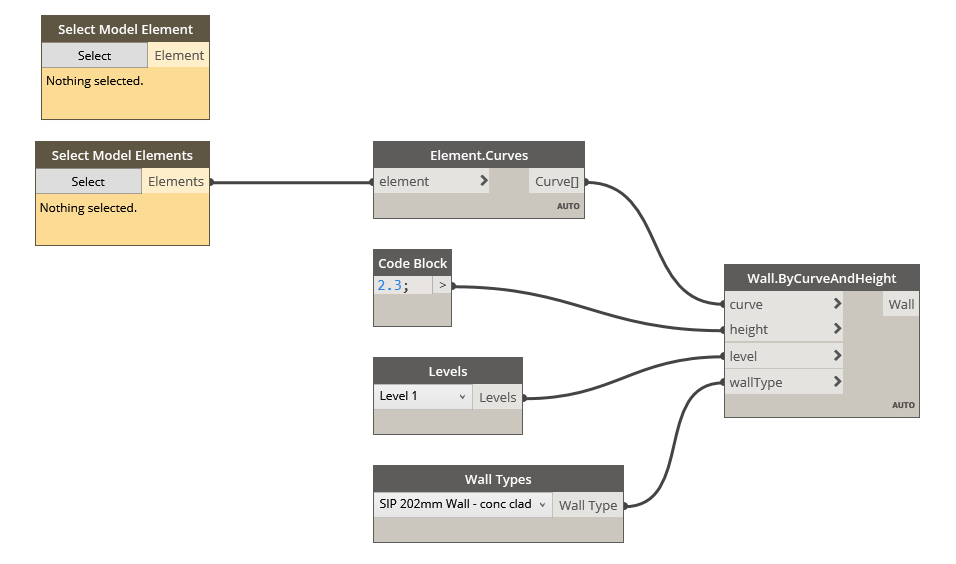 Select Model Element
Select Element
Nothing selected.
Select Model Elements
Select Elements
Nothing selected.
Element.Curves
element Curve[]
AUTO
Code Block
2.3; >
Levels
Level 1 Levels
Wall Types
SIP 202mm Wall - conc clad Wall Type
Wall.ByCurveAndHeight
curve Wall
height
level
wallType
AUTO